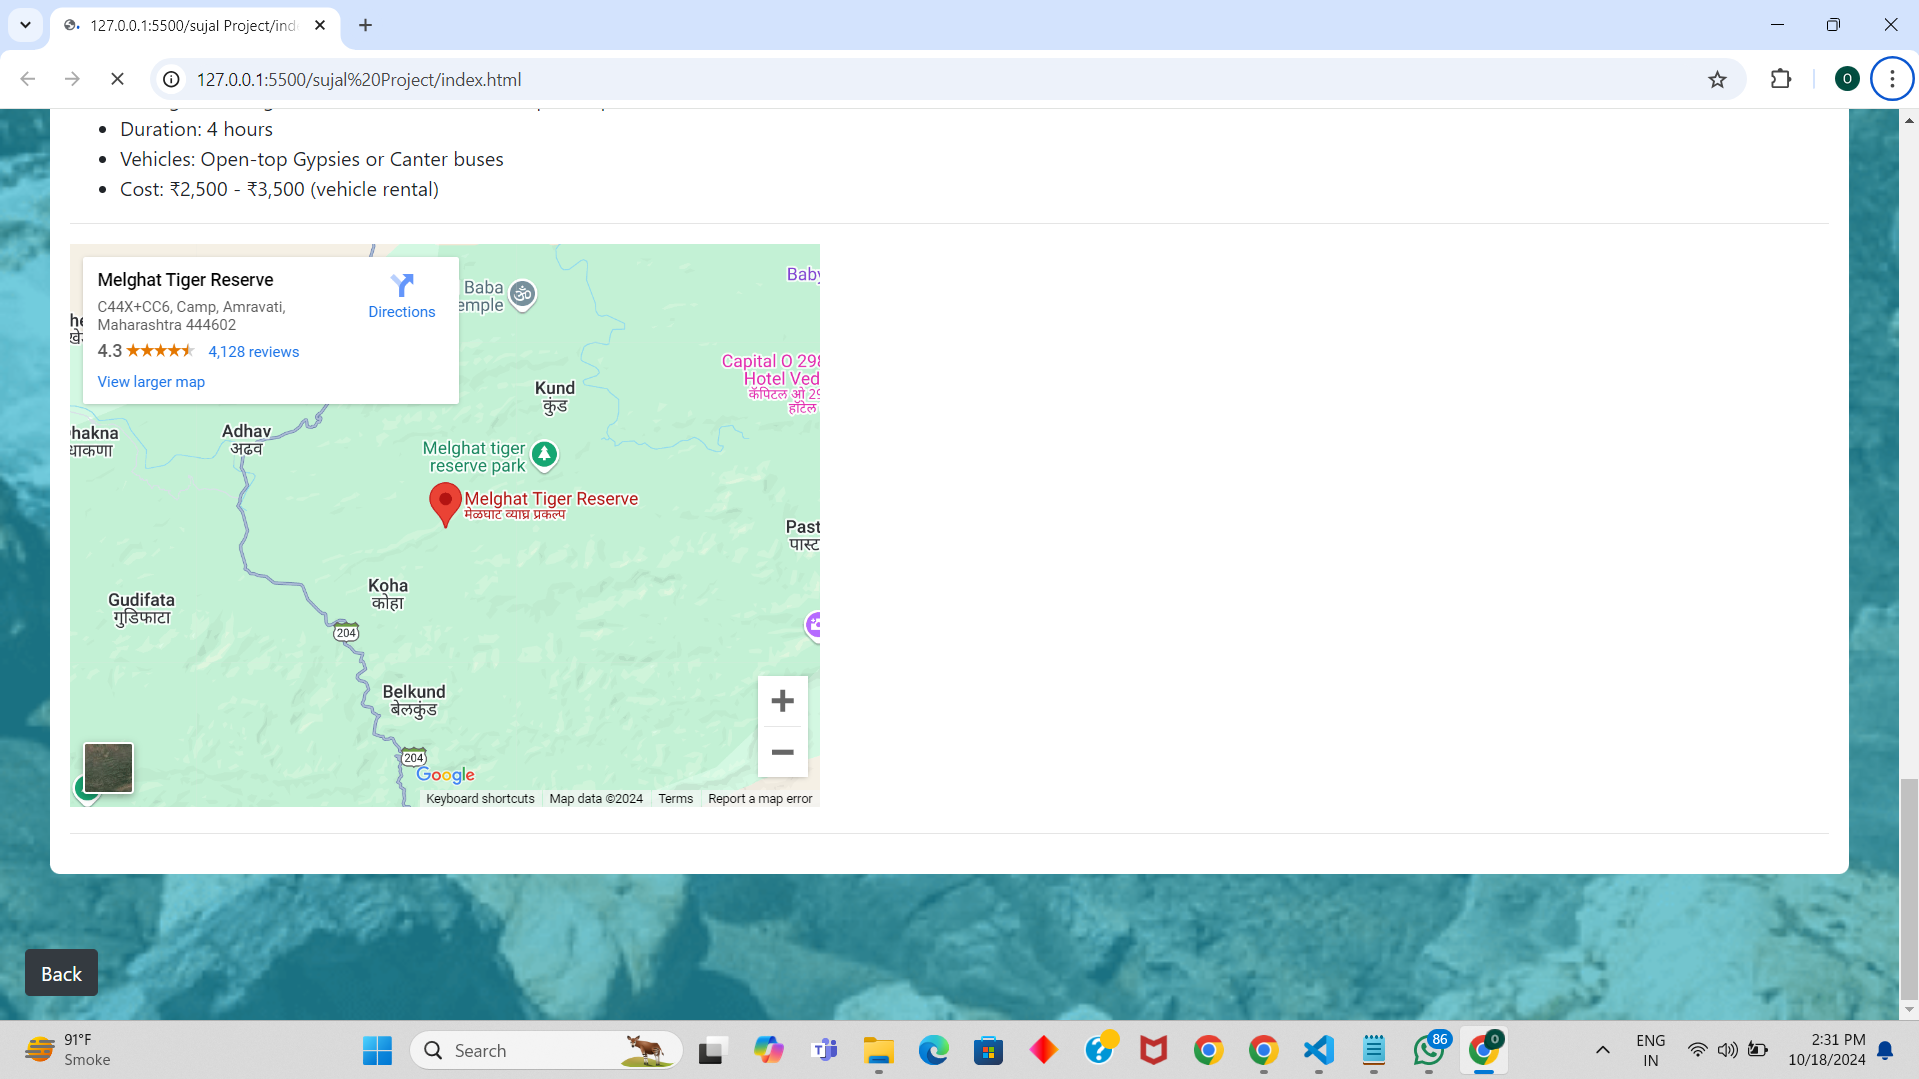 127.0.0.1:5500/sujal Project/ind
127.0.0.1:5500/sujal%20Project/index.html
O
Duration: 4 hours
Vehicles: Open-top Gypsies or Canter buses
Cost: ₹2,500 - ₹3,500 (vehicle rental)
Melghat Tiger Reserve
C44X+CC6, Camp, Amravati,
Maharashtra 444602
4.3 4,128 reviews
View larger map
Directions
Baba
emple
Baby
Capital O 298
Hotel Ved
कॅपिटल ओ 29
हॉटेल
Kund
कुंड
hakna
धाकणा
Adhav
अढव
Melghat tiger
reserve park
Melghat Tiger Reserve
मेळघाट व्याघ्र प्रकल्प
Past
पास्ट
Koha
कोहा
Gudifata
गुडिफाटा
204
Belkund
बेलकुंड
204
Google
Keyboard shortcuts
Map data ©2024
Terms
Report a map error
Back
91°F
Smoke
Search
86
O
ENG
IN
2:31 PM
10/18/2024